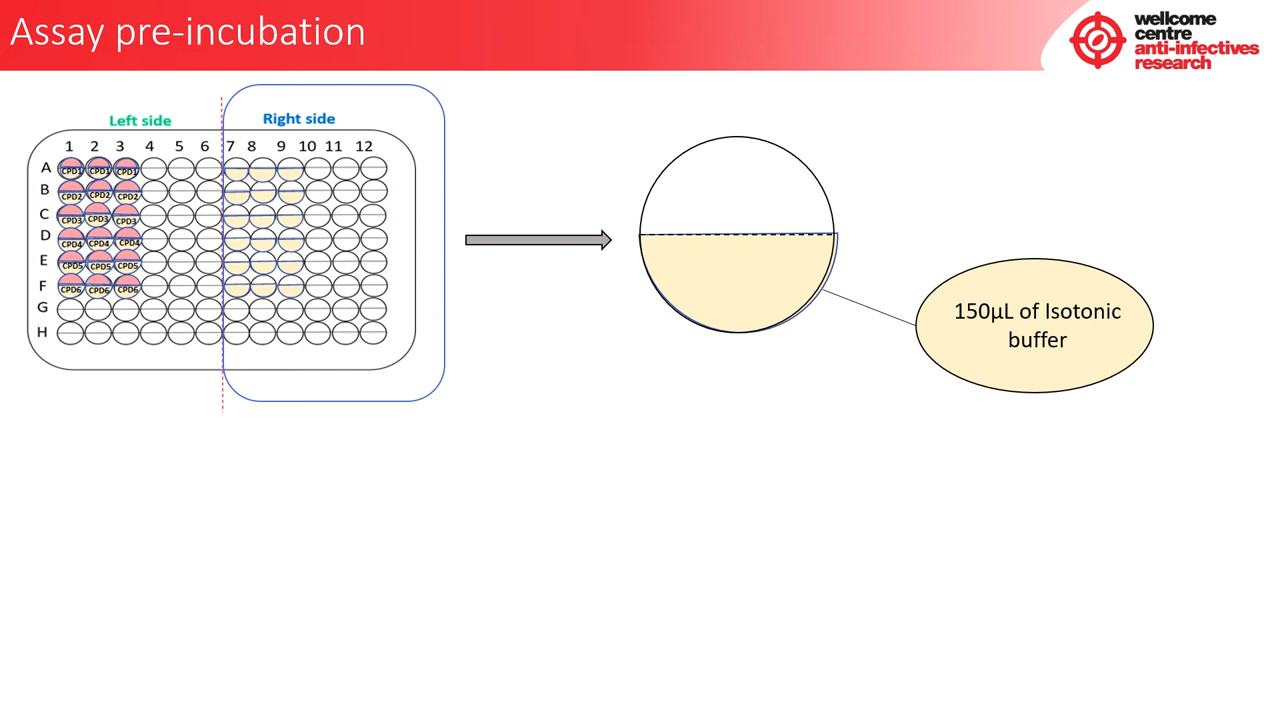 Assay pre-incubation
wellcome
centre
anti-infectives
research
Left side
Right side
1 2 3 4 5 6 7 8 9 10 11 12
A CPD1 CPD1 CPD1
B CPD2 CPD2 CPD2
C CPD3 CPD3 CPD3
D CPD4 CPD4 CPD4
E CPD5 CPD5 CPD5
F CPD6 CPD6 CPD6
G
H
150µL of Isotonic
buffer